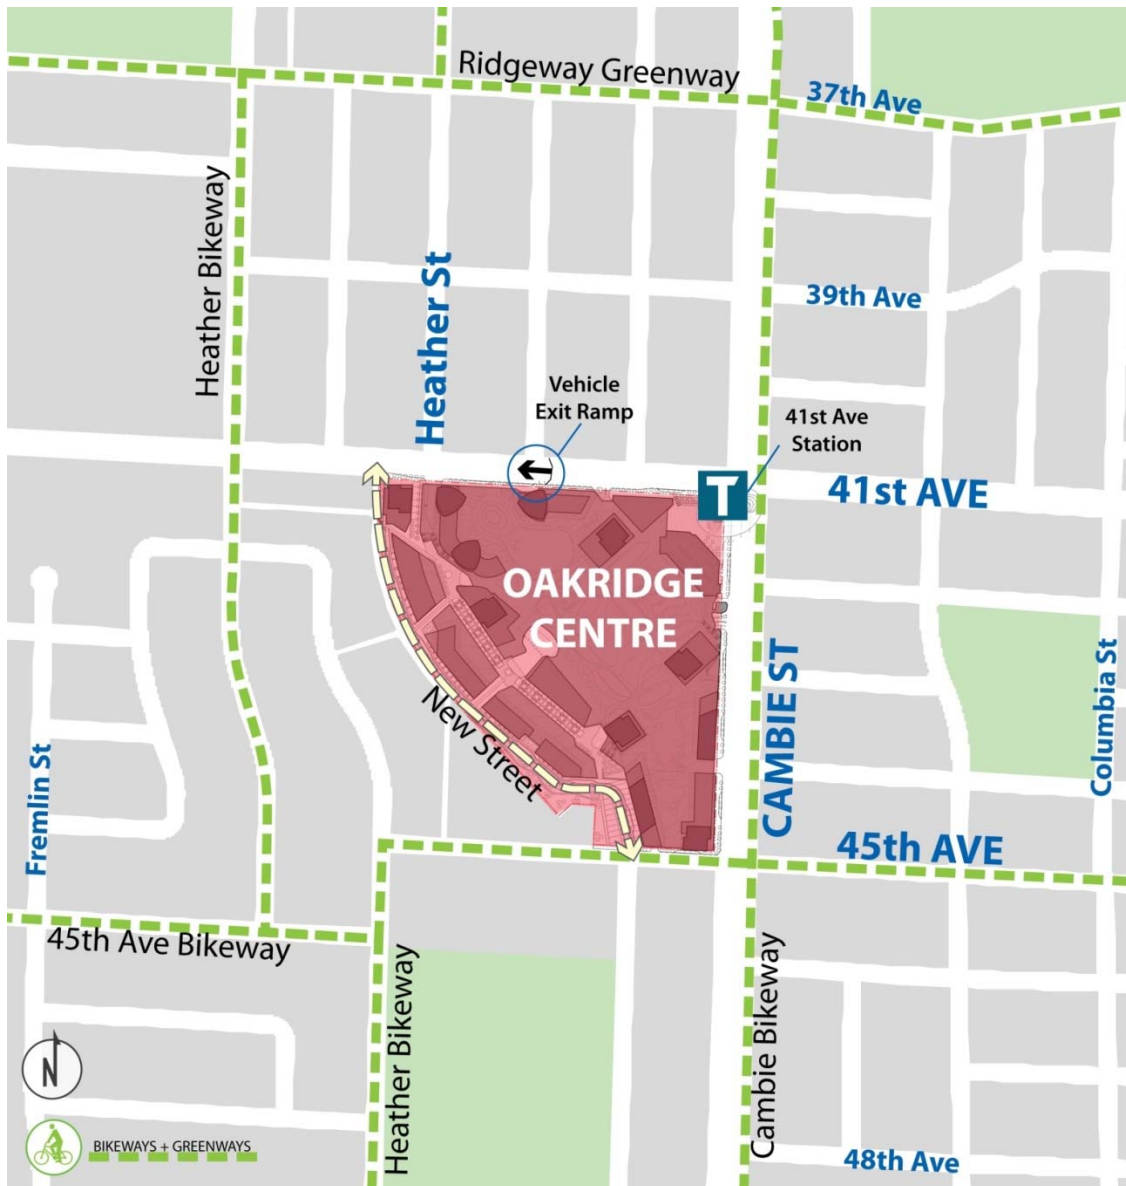 Ridgeway Greenway
37th Ave
Heather Bikeway
Heather St
39th Ave
Vehicle
Exit Ramp
41st Ave
Station
T
41st AVE
OAKRIDGE
CENTRE
New Street
CAMBIE ST
Columbia St
Fremlin St
45th AVE
45th Ave Bikeway
Heather Bikeway
Cambie Bikeway
N
BIKEWAYS + GREENWAYS
48th Ave